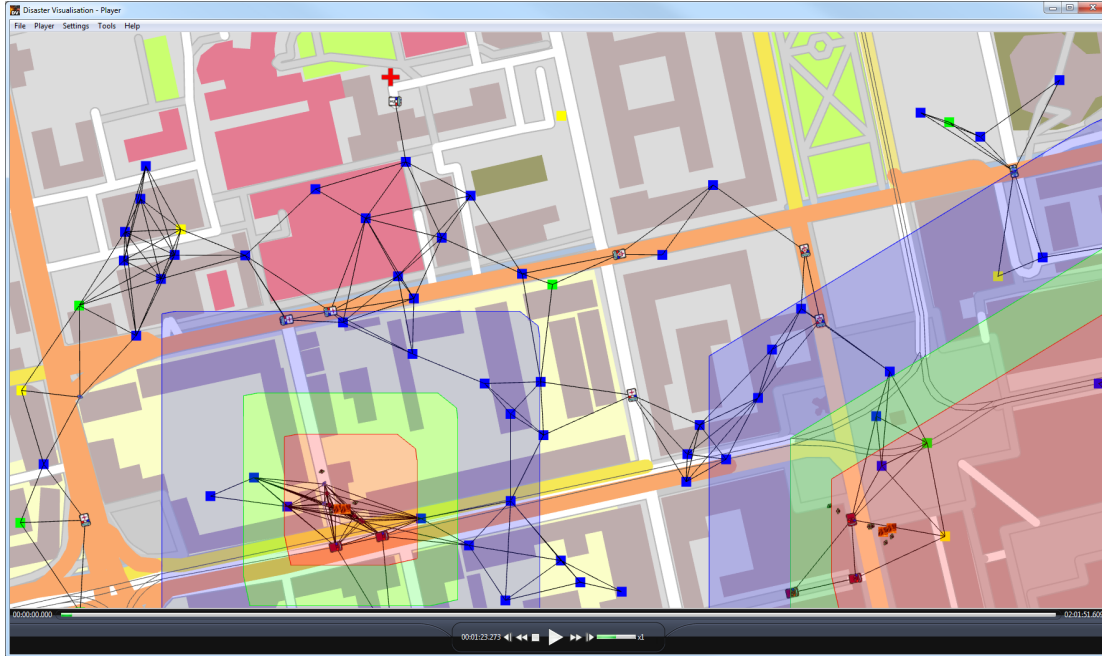 Disaster Visualisation - Player
File Player Settings Tools Help
00:00:00.000
02:01:51.609
00:01:23.273
x1